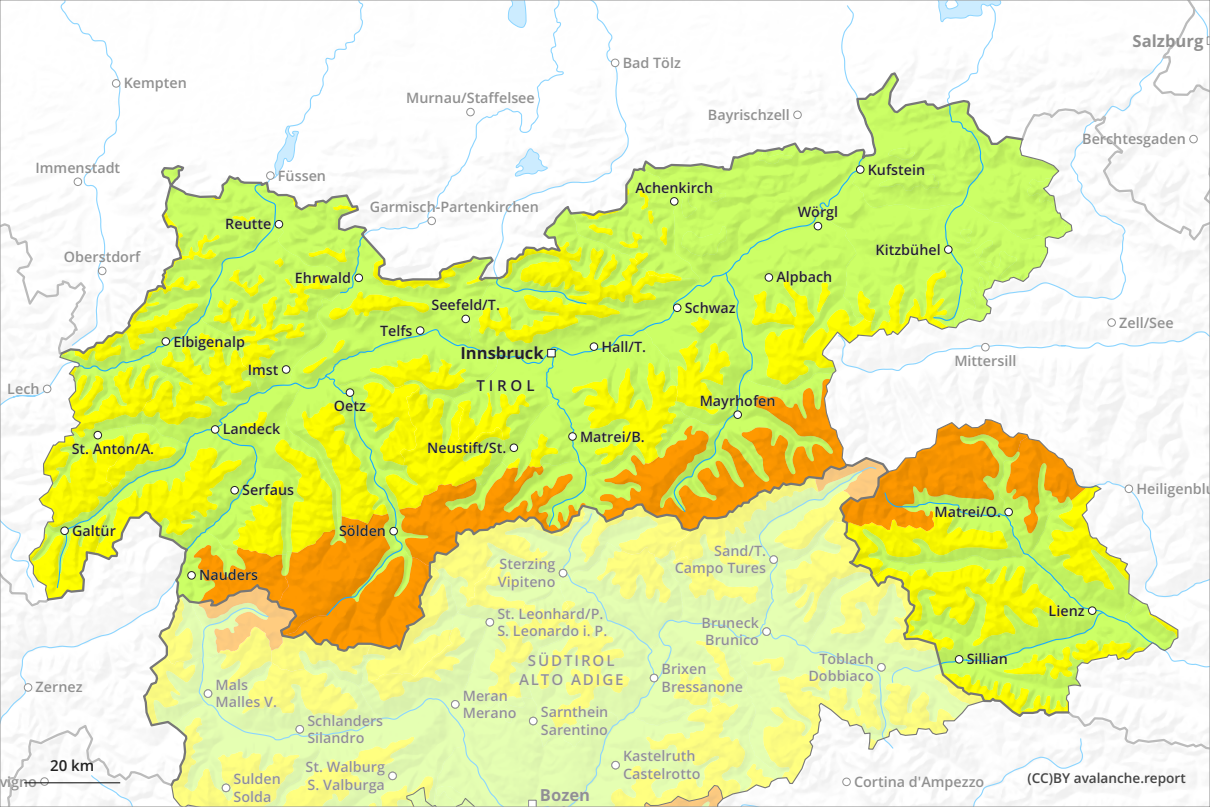 Salzburg
Bad Tölz
Kempten
Murnau/Staffelsee
Bayrischzell
Berchtesgaden
Immenstadt
Füssen
Kufstein
Achenkirch
Garmisch-Partenkirchen
Wörgl
Reutte
Kitzbühel
Oberstdorf
Ehrwald
Alpbach
Seefeld/T.
Schwaz
Telfs
Zell/See
Elbigenalp
Innsbruck
Hall/T.
Mittersill
Imst
TIROL
Lech
Oetz
Mayrhofen
Landeck
Matrei/B.
St. Anton/A.
Neustift/St.
Serfaus
Heiligenblu
Matrei/O.
Galtür
Sölden
Sand/T.
Campo Tures
Sterzing
Vipiteno
Nauders
Lienz
St. Leonhard/P.
S. Leonardo i. P.
Bruneck
Brunico
SÜDTIROL
ALTO ADIGE
Toblach
Dobbiaco
Sillian
Brixen
Bressanone
Zernez
Mals
Malles V.
Meran
Merano
Sarnthein
Sarentino
Schlanders
Silandro
Kastelruth
Castelrotto
20 km
St. Walburg
S. Valburga
vigno
Sulden
Solda
Cortina d'Ampezzo
(CC)BY avalanche.report
Bozen